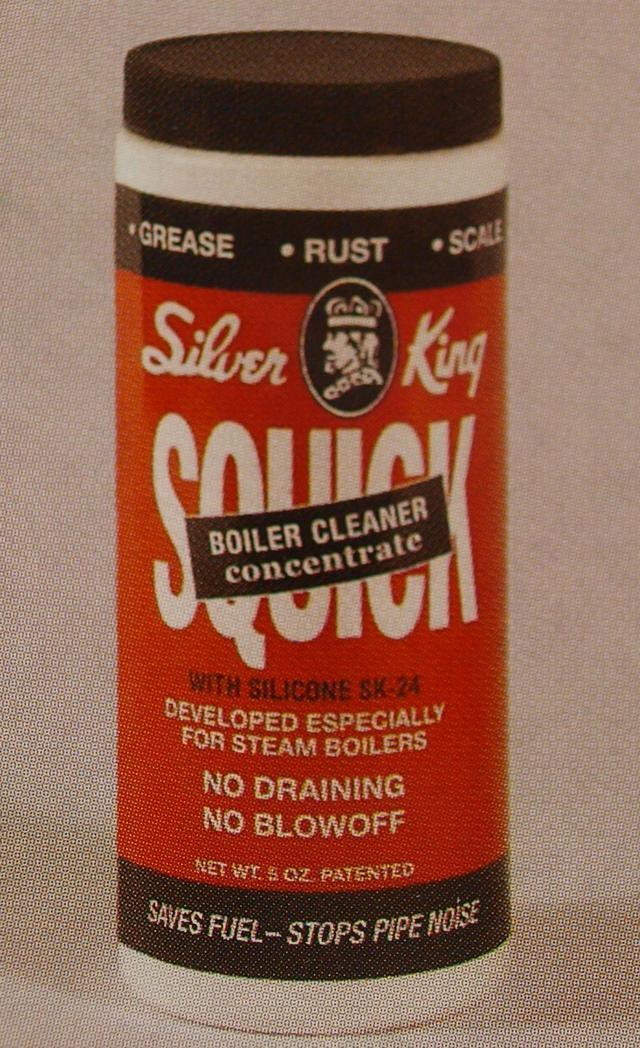 • GREASE • RUST • SCALE
Silver King
SQUICK
BOILER CLEANER
concentrate
WITH SILICONE SK-24
DEVELOPED ESPECIALLY
FOR STEAM BOILERS
NO DRAINING
NO BLOWOFF
NET WT. 5 OZ. PATENTED
SAVES FUEL– STOPS PIPE NOiSE